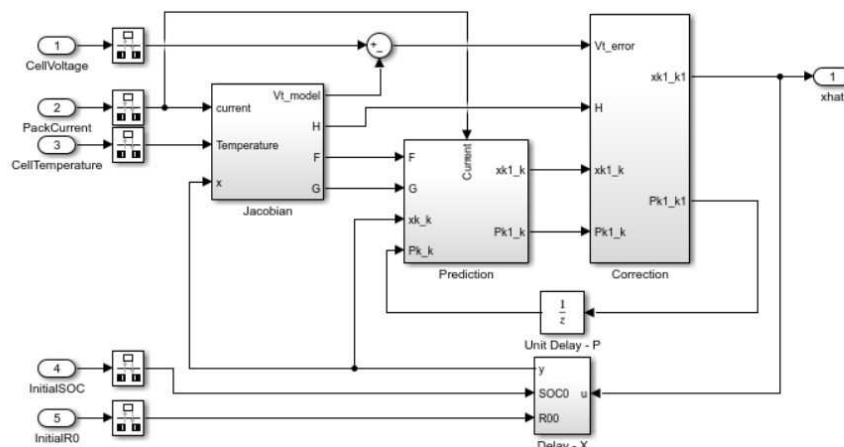 1
CellVoltage
2
PackCurrent
3
CellTemperature
current
Temperature
x
Vt_model
H
F
G
Jacobian
+
−
Current
F
G
xk_k
Pk_k
xk1_k
Pk1_k
Prediction
Vt_error
H
xk1_k
Pk1_k
xk1_k1
Pk1_k1
Correction
1
xhat
1
z
Unit Delay - P
4
InitialSOC
5
InitialR0
y
SOC0
R00
u
Delay - X